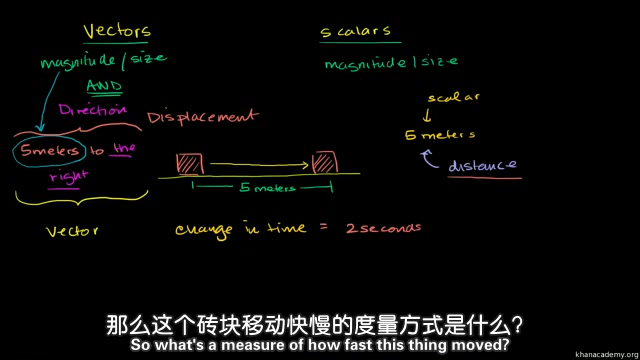 Vectors
magnitude / size
AND
Direction
Displacement
5 meters to the
right
Vector
scalars
magnitude / size
scalar
5 meters
distance
5 meters
change in time = 2 seconds
那么这个砖块移动快慢的度量方式是什么？
So what's a measure of how fast this thing moved?
khanacademy.org